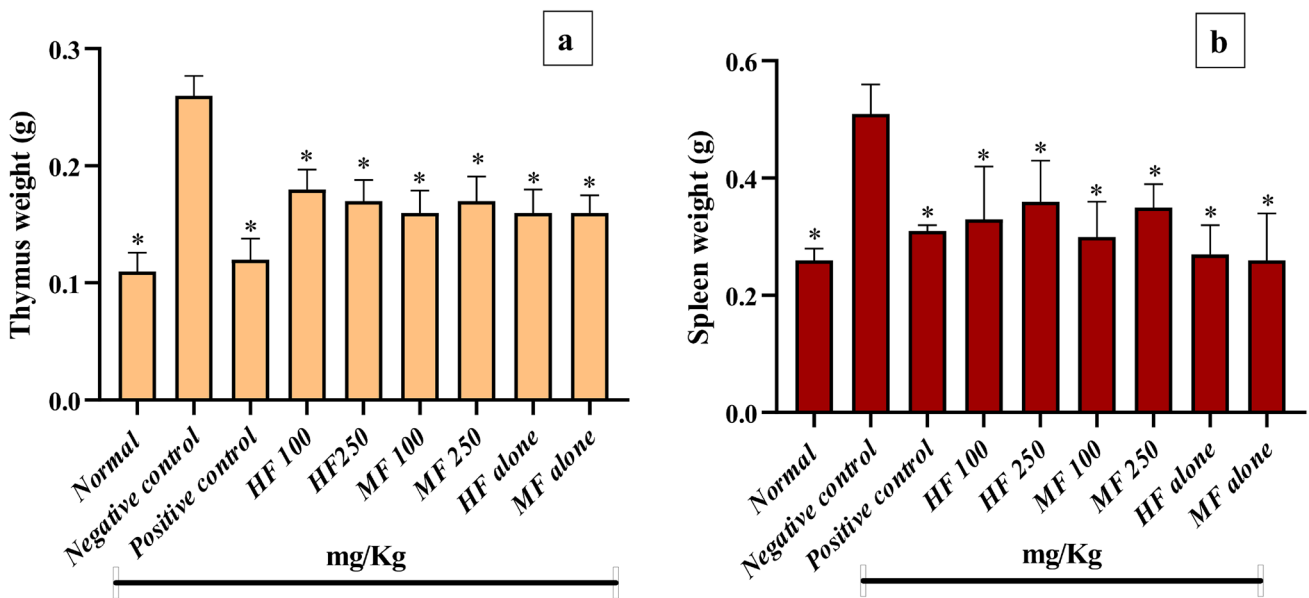 a
Thymus weight (g)
0.3
0.2
0.1
0.0
* * * * * * * *
Normal
Negative control
Positive control
HF 100
HF250
MF 100
MF 250
HF alone
MF alone
mg/Kg
b
Spleen weight (g)
0.6
0.4
0.2
0.0
* * * * * * * *
Normal
Negative control
Positive control
HF 100
HF 250
MF 100
MF 250
HF alone
MF alone
mg/Kg